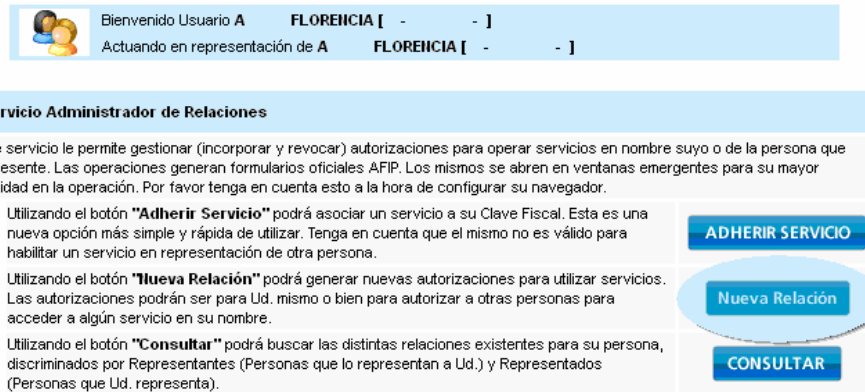 Bienvenido Usuario A FLORENCIA [ - - ]
Actuando en representación de A FLORENCIA [ - - ]
rvicio Administrador de Relaciones
servicio le permite gestionar (incorporar y revocar) autorizaciones para operar servicios en nombre suyo o de la persona que
esente. Las operaciones generan formularios oficiales AFIP. Los mismos se abren en ventanas emergentes para su mayor
idad en la operación. Por favor tenga en cuenta esto a la hora de configurar su navegador.
Utilizando el botón "Adherir Servicio" podrá asociar un servicio a su Clave Fiscal. Esta es una
nueva opción más simple y rápida de utilizar. Tenga en cuenta que el mismo no es válido para
habilitar un servicio en representación de otra persona.
ADHERIR SERVICIO
Utilizando el botón "Nueva Relación" podrá generar nuevas autorizaciones para utilizar servicios.
Las autorizaciones podrán ser para Ud. mismo o bien para autorizar a otras personas para
acceder a algún servicio en su nombre.
Nueva Relación
Utilizando el botón "Consultar" podrá buscar las distintas relaciones existentes para su persona,
discriminados por Representantes (Personas que lo representan a Ud.) y Representados
(Personas que Ud. representa).
CONSULTAR